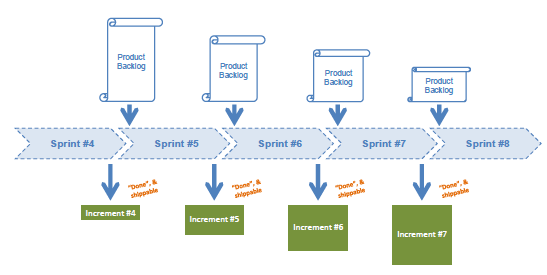 Product
Backlog
Product
Backlog
Product
Backlog
Product
Backlog
Sprint #4
Sprint #5
Sprint #6
Sprint #7
Sprint #8
"Done", &
shippable
"Done", &
shippable
"Done", &
shippable
"Done", &
shippable
Increment #4
Increment #5
Increment #6
Increment #7